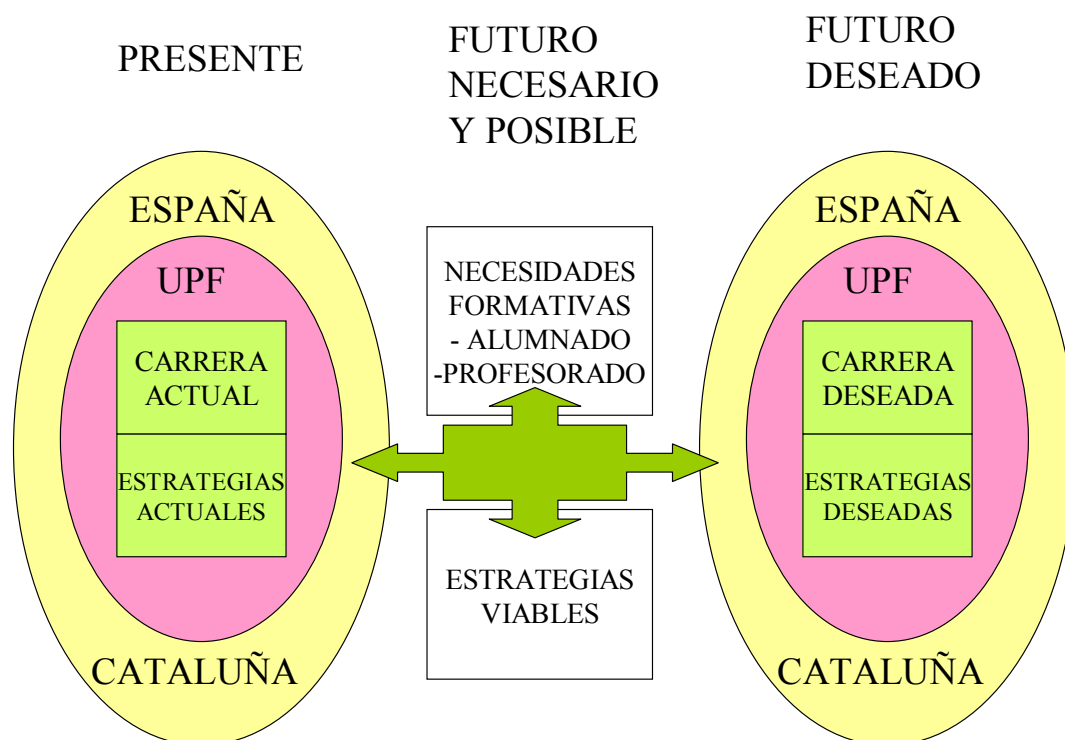 PRESENTE
FUTURO
NECESARIO
Y POSIBLE
FUTURO
DESEADO
ESPAÑA
UPF
CARRERA
ACTUAL
ESTRATEGIAS
ACTUALES
CATALUÑA
NECESIDADES
FORMATIVAS
- ALUMNADO
-PROFESORADO
ESTRATEGIAS
VIABLES
ESPAÑA
UPF
CARRERA
DESEADA
ESTRATEGIAS
DESEADAS
CATALUÑA